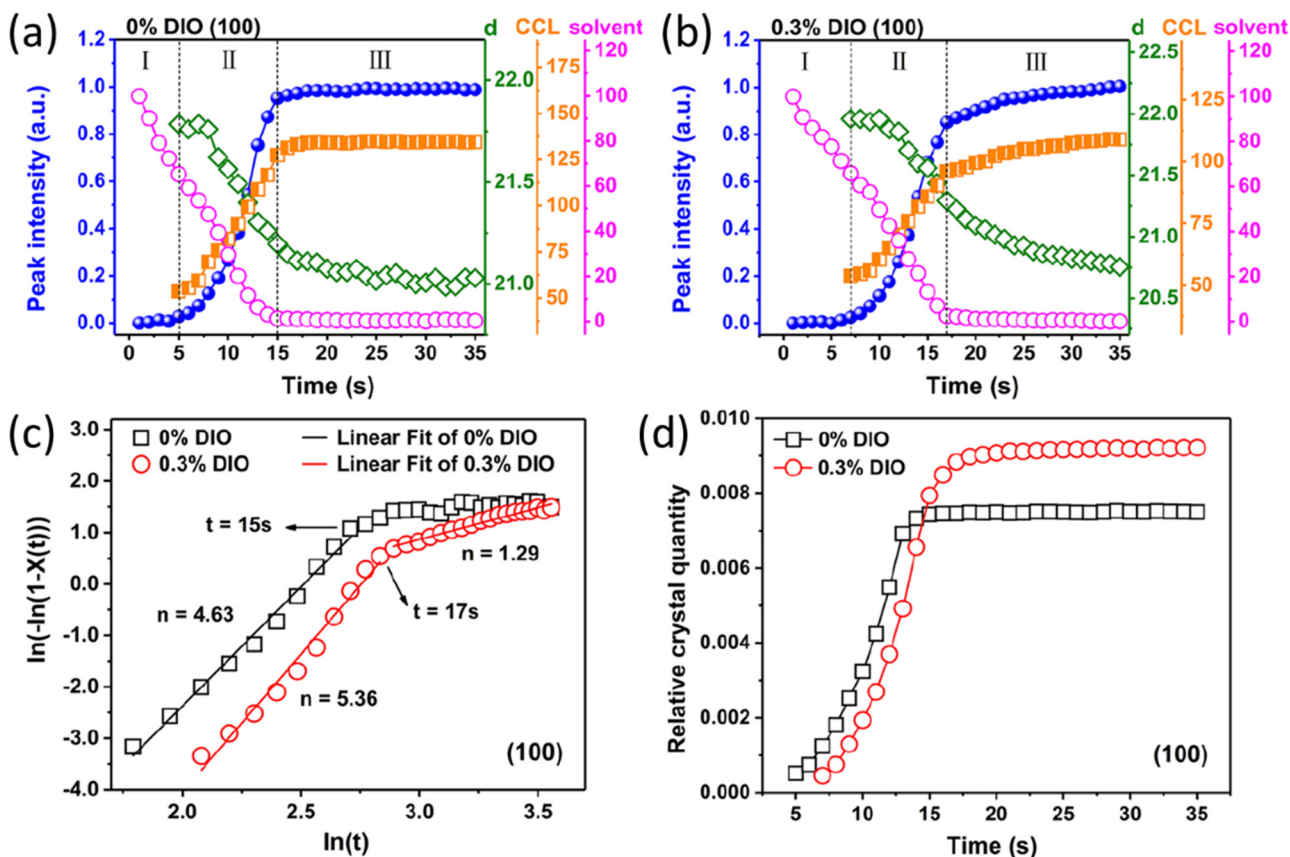 (a)
0% DIO (100)
d CCL solvent
I II III
Peak intensity (a.u.)
1.2
1.0
0.8
0.6
0.4
0.2
0.0
22.0
21.5
21.0
175
150
125
100
75
50
100
80
60
40
20
0
0 5 10 15 20 25 30 35
Time (s)
(b)
0.3% DIO (100)
d CCL solvent
I II III
Peak intensity (a.u.)
1.2
1.0
0.8
0.6
0.4
0.2
0.0
22.5
22.0
21.5
21.0
20.5
125
100
75
50
120
100
80
60
40
20
0
0 5 10 15 20 25 30 35
Time (s)
(c)
0% DIO
0.3% DIO
Linear Fit of 0% DIO
Linear Fit of 0.3% DIO
ln(-ln(1-X(t)))
3.0
2.0
1.0
0.0
-1.0
-2.0
-3.0
-4.0
t = 15s
n = 1.29
n = 4.63
t = 17s
n = 5.36
(100)
2.0 2.5 3.0 3.5
ln(t)
(d)
0% DIO
0.3% DIO
Relative crystal quantity
0.010
0.008
0.006
0.004
0.002
0.000
(100)
5 10 15 20 25 30 35
Time (s)